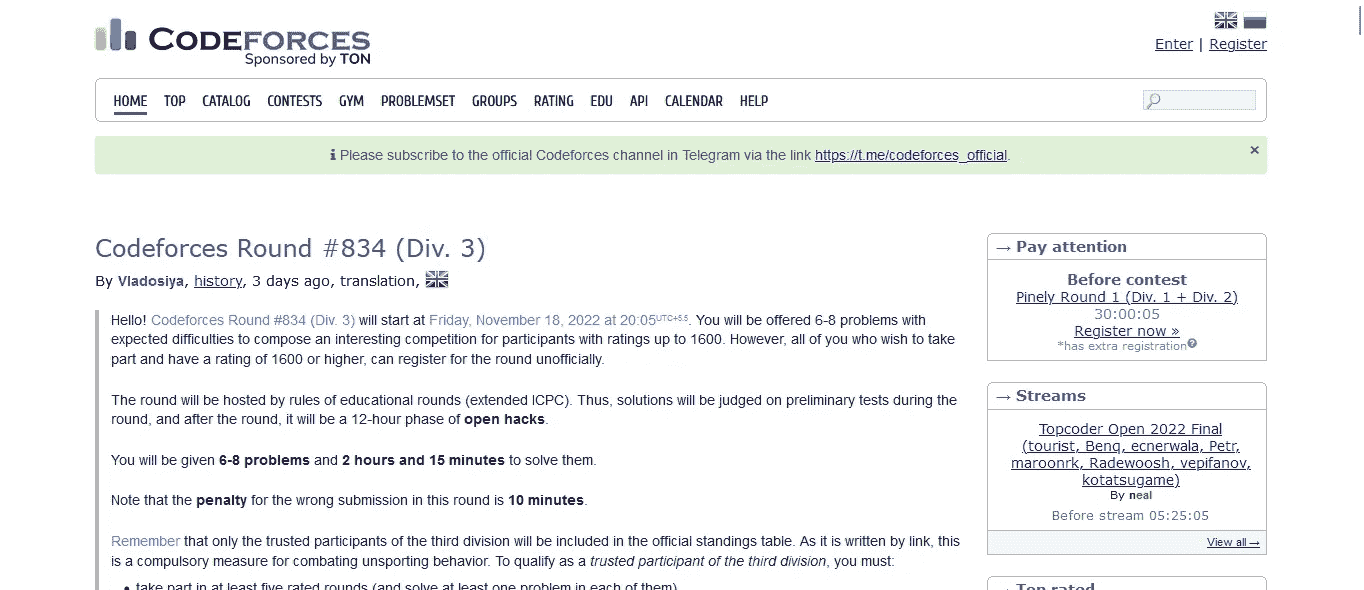 CODEFORCES
Sponsored by TON
Enter | Register
HOME TOP CATALOG CONTESTS GYM PROBLEMSET GROUPS RATING EDU API CALENDAR HELP
Please subscribe to the official Codeforces channel in Telegram via the link https://t.me/codeforces_official.
×
Codeforces Round #834 (Div. 3)
By Vladosiya, history, 3 days ago, translation,
Hello! Codeforces Round #834 (Div. 3) will start at Friday, November 18, 2022 at 20:05UTC+5.5. You will be offered 6-8 problems with
expected difficulties to compose an interesting competition for participants with ratings up to 1600. However, all of you who wish to take
part and have a rating of 1600 or higher, can register for the round unofficially.
The round will be hosted by rules of educational rounds (extended ICPC). Thus, solutions will be judged on preliminary tests during the
round, and after the round, it will be a 12-hour phase of open hacks.
You will be given 6-8 problems and 2 hours and 15 minutes to solve them.
Note that the penalty for the wrong submission in this round is 10 minutes.
Remember that only the trusted participants of the third division will be included in the official standings table. As it is written by link, this
is a compulsory measure for combating unsporting behavior. To qualify as a trusted participant of the third division, you must:
• take part in at least five rated rounds (and solve at least one problem in each of them)
→ Pay attention
Before contest
Pinely Round 1 (Div. 1 + Div. 2)
30:00:05
Register now »
*has extra registration?
→ Streams
Topcoder Open 2022 Final
(tourist, Benq, ecnerwala, Petr,
maroonrk, Radewoosh, vepifanov,
kotatsugame)
By neal
Before stream 05:25:05
View all →
→ Top rated